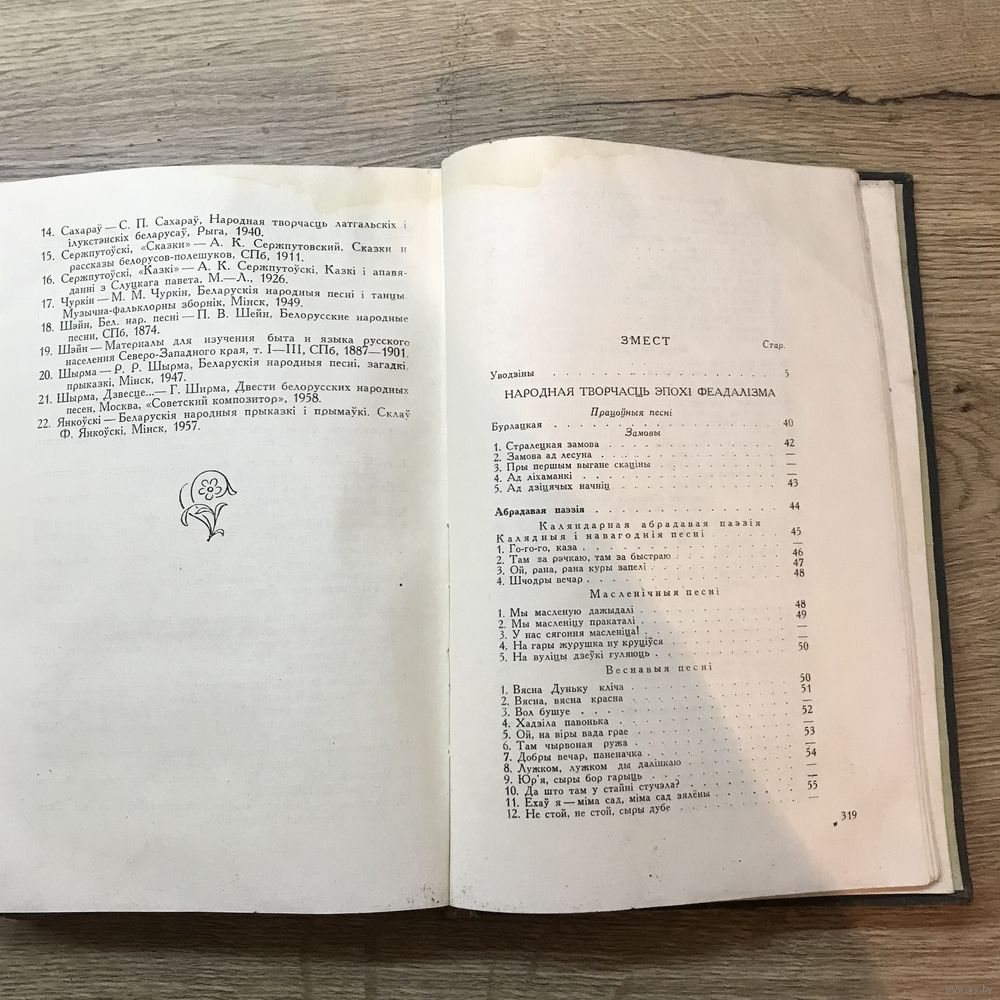 14. Сахараў — С. П. Сахараў, Народная творчасць латгальскіх і
ілукстэнскіх беларусаў, Рыга, 1940.
15. Сержпутоўскі, «Сказки» — А. К. Сержпутовский, Сказки и
рассказы белорусов-полешуков, СПб, 1911.
16. Сержпутоўскі, «Казкі» — А. К. Сержпутоўскі, Казкі і апавя-
данні з Слуцкага павета, М.—Л., 1926.
17. Чуркін — М. М. Чуркін, Беларускія народныя песні і танцы.
Музычна-фальклорны зборнік, Мінск, 1949.
18. Шэйн, Бел. нар. песні — П. В. Шейн, Белорусские народные
песни, СПб, 1874.
19. Шэйн — Материалы для изучения быта и языка русского
населения Северо-Западного края, т. I—III, СПб, 1887—1901.
20. Шырма — Р. Р. Шырма, Беларускія народныя песні, загадкі,
прыказкі, Мінск, 1947.
21. Шырма, Дзвесце... — Г. Ширма, Двести белорусских народных
песен, Москва, «Советский композитор», 1958.
22. Янкоўскі — Беларускія народныя прыказкі і прымаўкі. Склаў
Ф. Янкоўскі, Мінск, 1957.
ЗМЕСТ
Стар.
Уводзіны . . . . . . . . . . 5
НАРОДНАЯ ТВОРЧАСЦЬ ЭПОХІ ФЕАДАЛІЗМА
Працоўныя песні
Бурлацкая . . . . . . . . . . 40
Замовы
1. Стралецкая замова . . . . . . . . 42
2. Замова ад лесуна . . . . . . . . —
3. Пры першым выгане скаціны . . . . . . —
4. Ад ліхаманкі . . . . . . . . . —
5. Ад дзіцячых начніц . . . . . . . . 43
Абрадавая паэзія . . . . . . . . . 44
Каляндарная абрадавая паэзія
Калядныя і навагоднія песні . . . . . . 45
1. Го-го-го, каза . . . . . . . . . —
2. Там за рэчкаю, там за быстраю . . . . . 46
3. Ой, рана, рана куры запелі . . . . . . 47
4. Шчодры вечар . . . . . . . . . 48
Масленічныя песні
1. Мы масленую дажыдалі . . . . . . . 48
2. Мы масленіцу пракаталі . . . . . . . 49
3. У нас сягоння масленіца! . . . . . . . —
4. На гары журушка ну круціўся . . . . . . —
5. На вуліцы дзеўкі гуляюць . . . . . . . 50
Веснавыя песні
1. Вясна Дуньку кліча . . . . . . . . 50
2. Вясна, вясна красна . . . . . . . . 51
3. Вол бушуе . . . . . . . . . . —
4. Хадзіла павонька . . . . . . . . . 52
5. Ой, на віры вада грае . . . . . . . . —
6. Там чырвоная ружа . . . . . . . . 53
7. Добры вечар, паненачка . . . . . . . —
8. Лужком, лужком ды далінкаю . . . . . . 54
9. Юр'я, сыры бор гарыць . . . . . . . —
10. Да што там у стайні стучэла? . . . . . . —
11. Ехаў я — міма сад, міма сад зялёны . . . . . 55
12. Не стой, не стой, сыры дубе . . . . . . —
319
www.ay.by